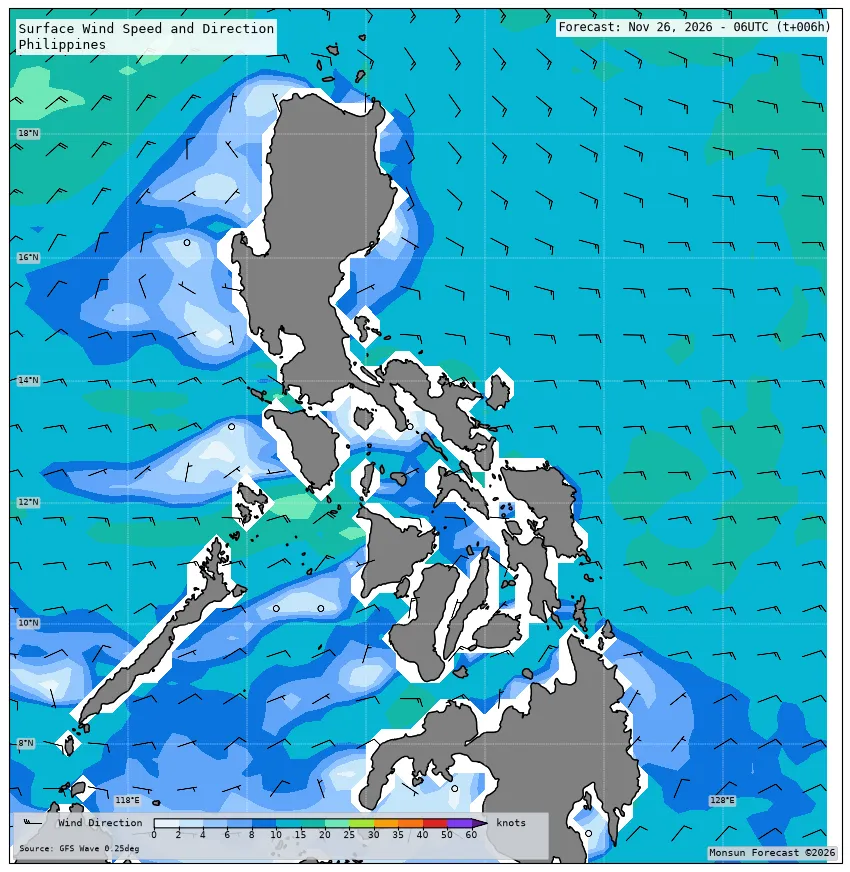 Surface Wind Speed and Direction
Philippines
Forecast: Nov 26, 2026 - 06UTC (t+006h)
18°N
16°N
14°N
12°N
10°N
8°N
118°E
128°E
Wind Direction
0 2 4 6 8 10 15 20 25 30 35 40 50 60
knots
Source: GFS Wave 0.25deg
Monsun Forecast ©2026